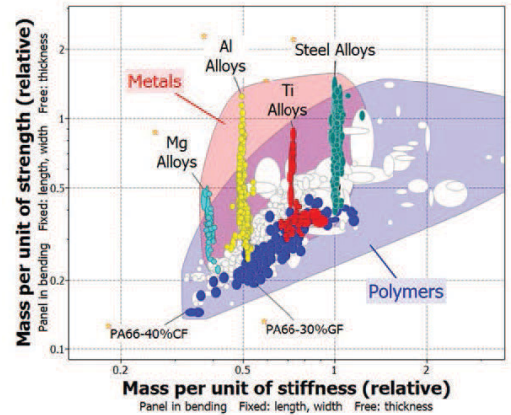 Mass per unit of strength (relative)
Panel in bending Fixed: length, width Free: thickness
2
1
0.5
0.2
0.1
Al
Alloys
Steel Alloys
Metals
Ti
Alloys
Mg
Alloys
Polymers
PA66-40%CF
PA66-30%GF
0.2
0.5
1
2
Mass per unit of stiffness (relative)
Panel in bending Fixed: length, width Free: thickness